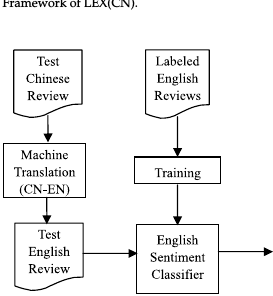 Framework of LEX(CN).
Test
Chinese
Review
Labeled
English
Reviews
Machine
Translation
(CN-EN)
Training
Test
English
Review
English
Sentiment
Classifier